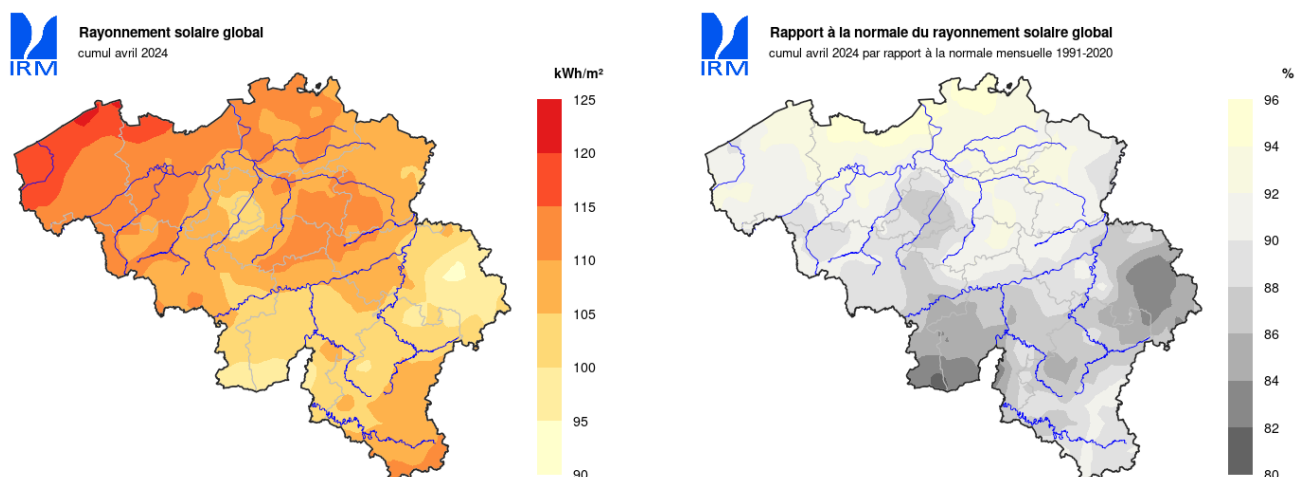 IRM
Rayonnement solaire global
cumul avril 2024
kWh/m²
125
120
115
110
105
100
95
90
IRM
Rapport à la normale du rayonnement solaire global
cumul avril 2024 par rapport à la normale mensuelle 1991-2020
%
96
94
92
90
88
86
84
82
80